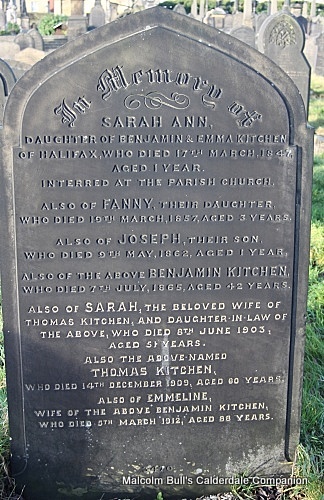 In Memory of
SARAH ANN,
DAUGHTER OF BENJAMIN & EMMA KITCHEN
OF HALIFAX, WHO DIED 17TH MARCH, 1847,
AGED 1 YEAR.
INTERRED AT THE PARISH CHURCH.
ALSO OF FANNY, THEIR DAUGHTER,
WHO DIED 19TH MARCH, 1857, AGED 3 YEARS.
ALSO OF JOSEPH, THEIR SON,
WHO DIED 9TH MAY, 1862, AGED 1 YEAR,
ALSO OF THE ABOVE BENJAMIN KITCHEN,
WHO DIED 7TH JULY, 1865, AGED 42 YEARS.
ALSO OF SARAH, THE BELOVED WIFE OF
THOMAS KITCHEN, AND DAUGHTER-IN-LAW OF
THE ABOVE, WHO DIED 8TH JUNE 1903,
AGED YEARS.
ALSO THE ABOVE-NAMED
THOMAS KITCHEN,
WHO DIED 14TH DECEMBER 1909, AGED 60 YEARS.
ALSO OF EMMELINE,
WIFE OF THE ABOVE BENJAMIN KITCHEN,
WHO DIED 5TH MARCH 1912, AGED 88 YEARS.
Malcolm Bull's Calderdale Companion